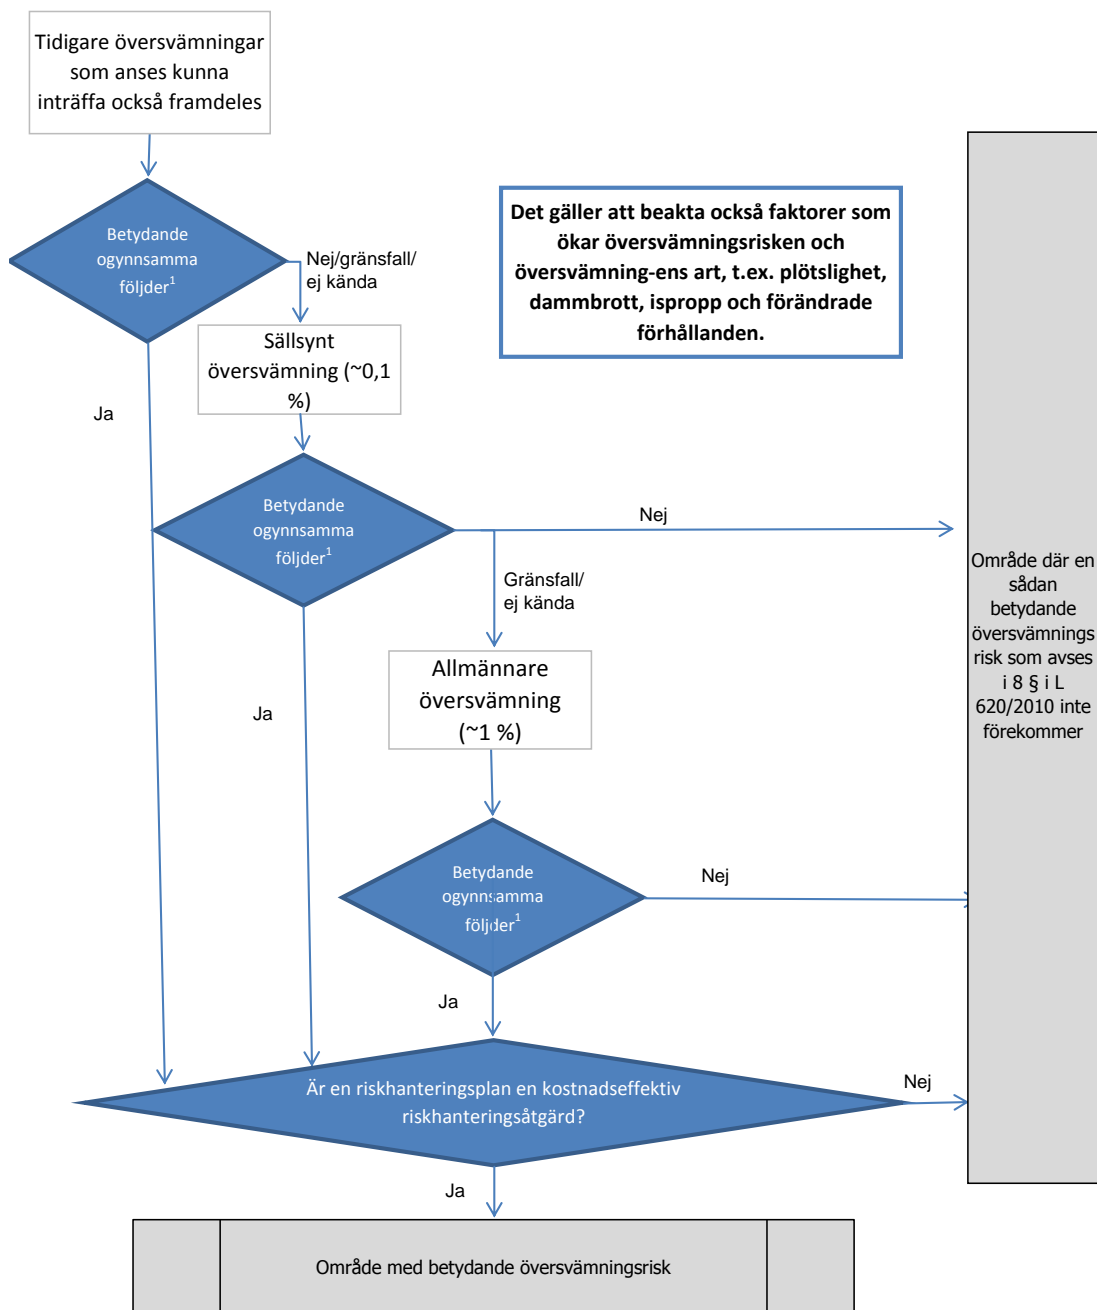 Tidigare översvämningar
som anses kunna
inträffa också framdeles
Betydande
ogynnsamma
följder1
Nej/gränsfall/
ej kända
Det gäller att beakta också faktorer som
ökar översvämningsrisken och
översvämning-ens art, t.ex. plötslighet,
dammbrott, ispropp och förändrade
förhållanden.
Sällsynt
översvämning (~0,1
%)
Ja
Betydande
ogynnsamma
följder1
Nej
Gränsfall/
ej kända
Område där en
sådan
betydande
översvämnings
risk som avses
i 8 § i L
620/2010 inte
förekommer
Allmännare
översvämning
(~1 %)
Ja
Betydande
ogynnsamma
följder1
Nej
Ja
Är en riskhanteringsplan en kostnadseffektiv
riskhanteringsåtgärd?
Nej
Ja
Område med betydande översvämningsrisk